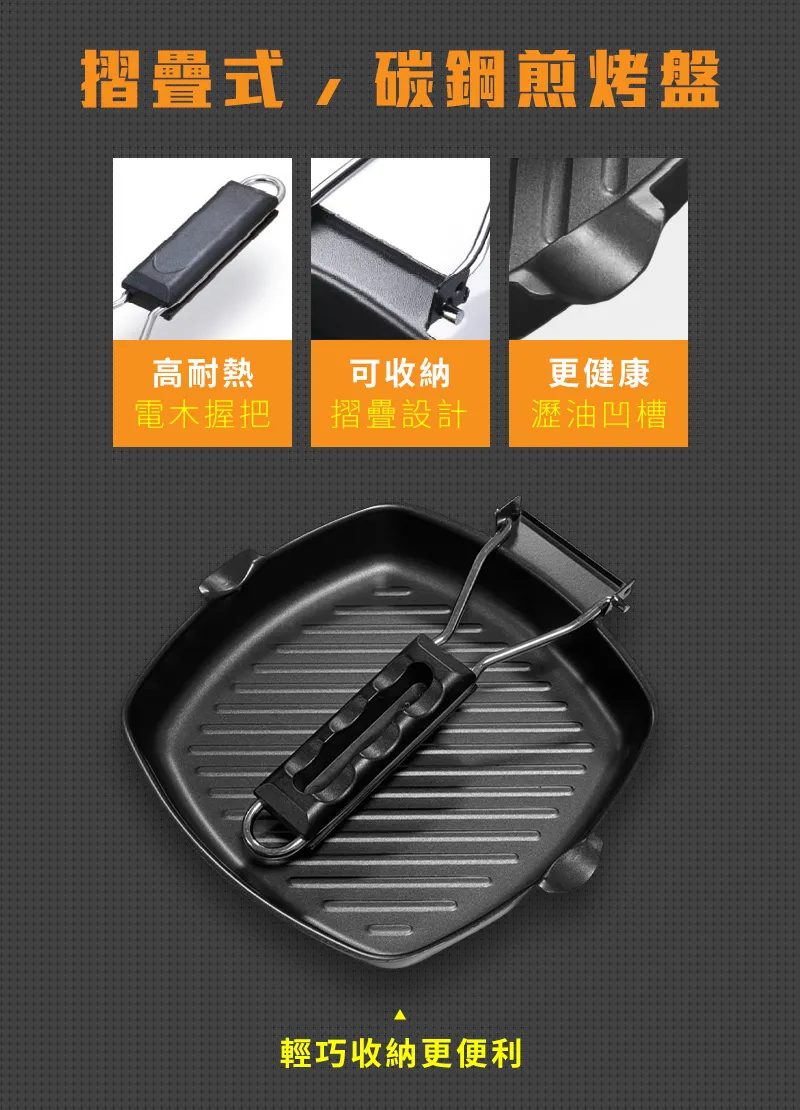 摺疊式，碳鋼煎烤盤
高耐熱
電木握把
可收納
摺疊設計
更健康
瀝油凹槽
輕巧收納更便利